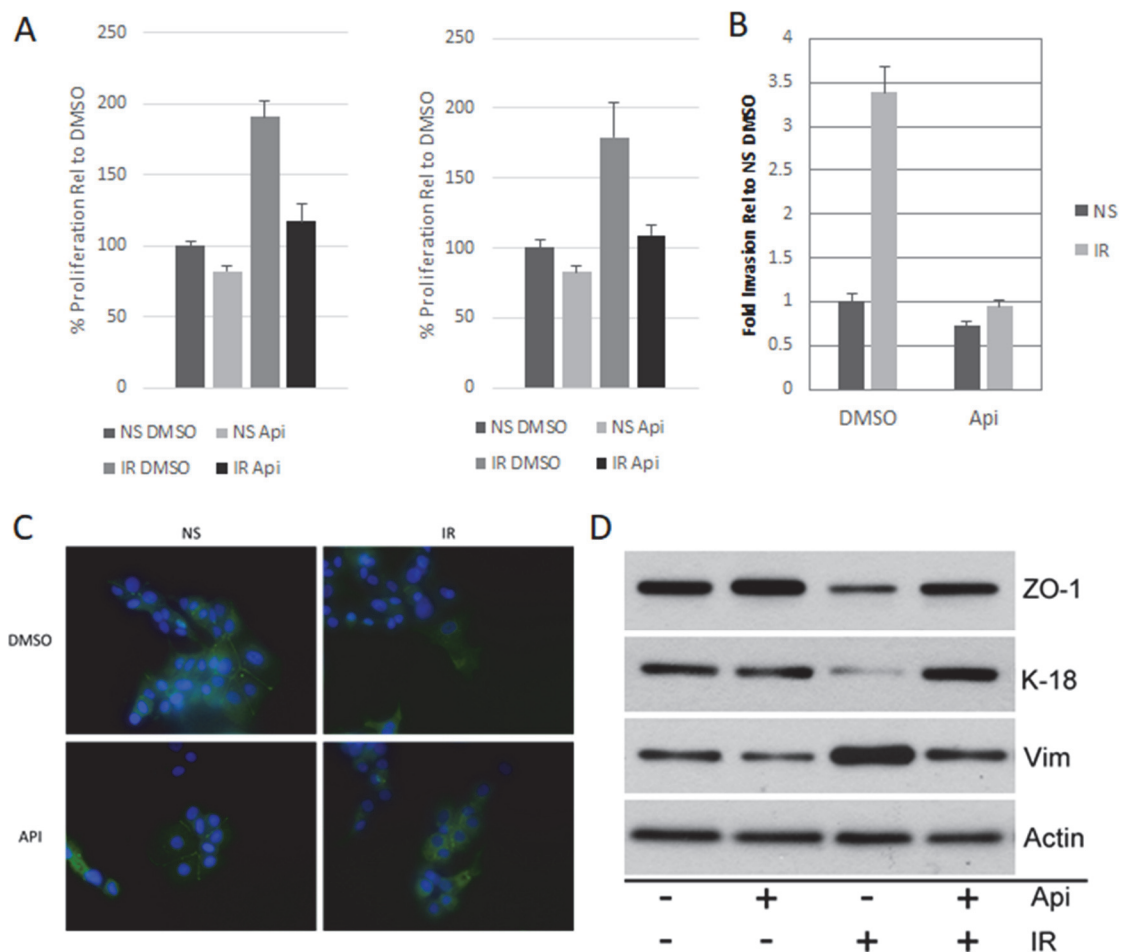 A
% Proliferation Rel to DMSO
250
200
150
100
50
0
NS DMSO NS Api
IR DMSO IR Api
% Proliferation Rel to DMSO
250
200
150
100
50
0
NS DMSO NS Api
IR DMSO IR Api
B
Fold Invasion Rel to NS DMSO
4
3.5
3
2.5
2
1.5
1
0.5
0
DMSO Api
NS
IR
C
NS IR
DMSO
API
D
ZO-1
K-18
Vim
Actin
- + - + Api
- - + + IR